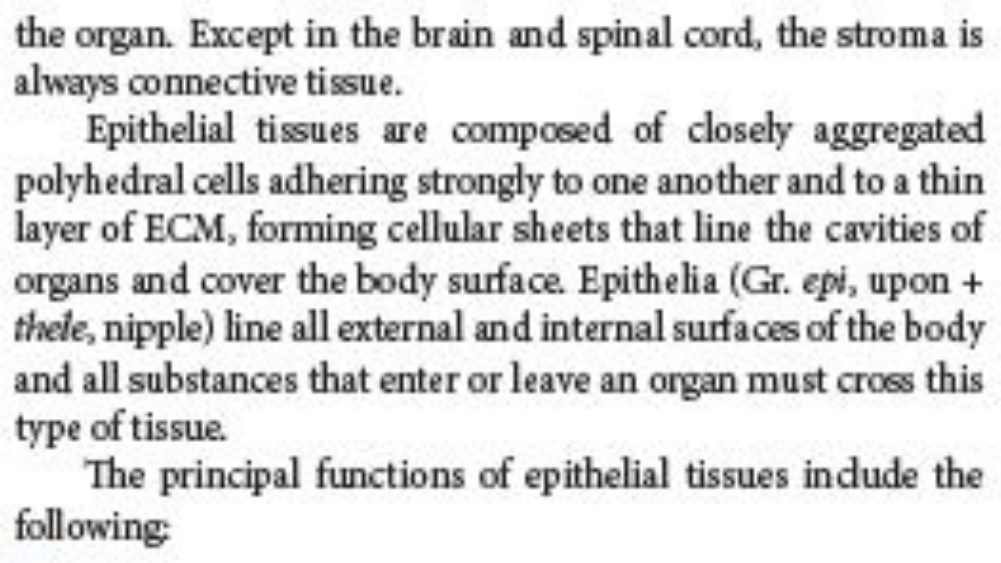 the organ. Except in the brain and spinal cord, the stroma is
always connective tissue.
Epithelial tissues are composed of closely aggregated
polyhedral cells adhering strongly to one another and to a thin
layer of ECM, forming cellular sheets that line the cavities of
organs and cover the body surface. Epithelia (Gr. epi, upon +
thele, nipple) line all external and internal surfaces of the body
and all substances that enter or leave an organ must cross this
type of tissue.
The principal functions of epithelial tissues include the
following: